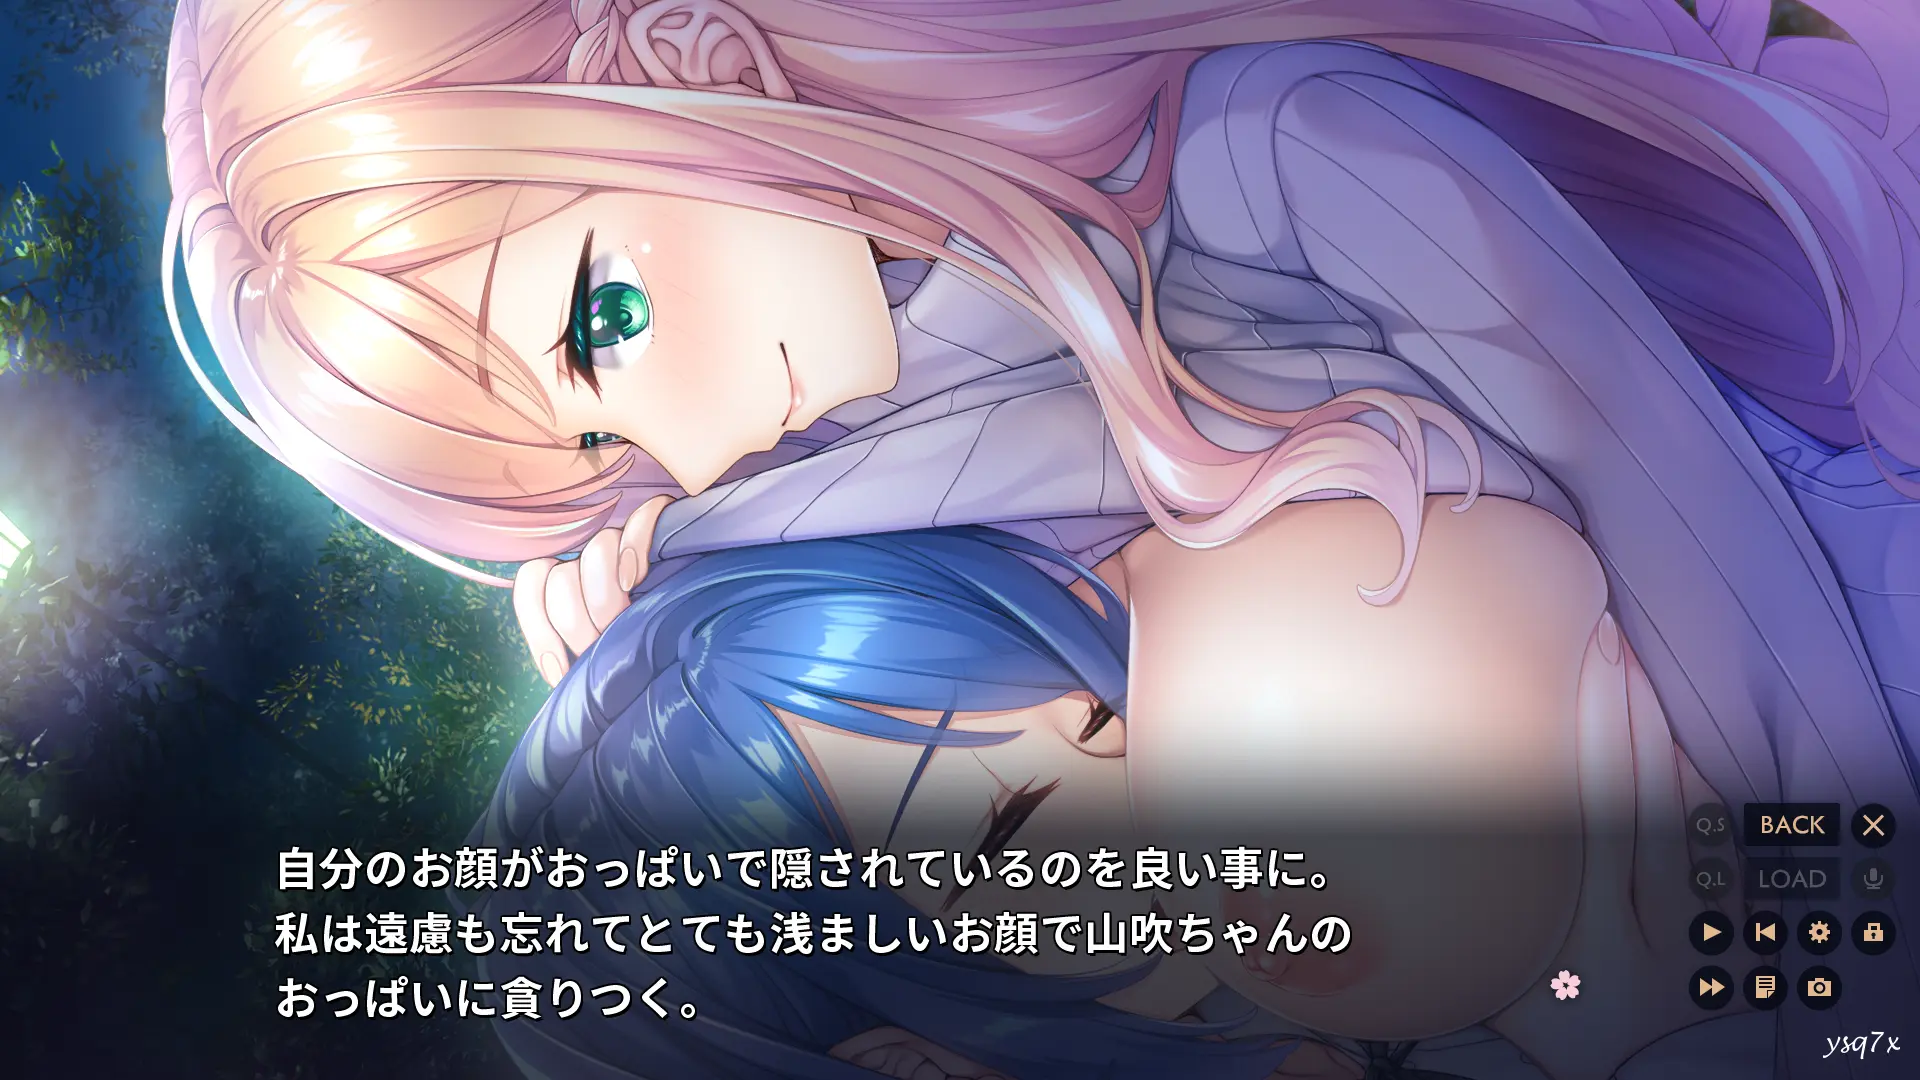 Q.S BACK
Q.L LOAD
自分のお顔がおっぱいで隠されているのを良い事に。
私は遠慮も忘れてとても浅ましいお顔で山吹ちゃんの
おっぱいに貪りつく。
ysq7x